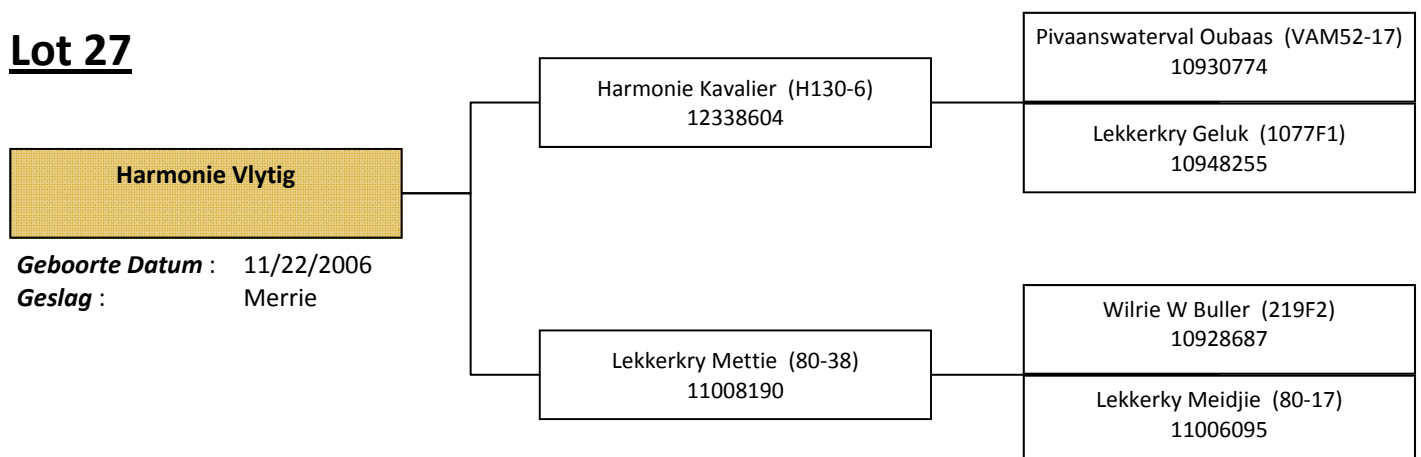 Lot 27
Harmonie Vlytig
Geboorte Datum : 11/22/2006
Geslag : Merrie
Harmonie Kavalier (H130-6)
12338604
Lekkerkry Mettie (80-38)
11008190
Pivaanswaterval Oubaas (VAM52-17)
10930774
Lekkerkry Geluk (1077F1)
10948255
Wilrie W Buller (219F2)
10928687
Lekkerky Meidjie (80-17)
11006095